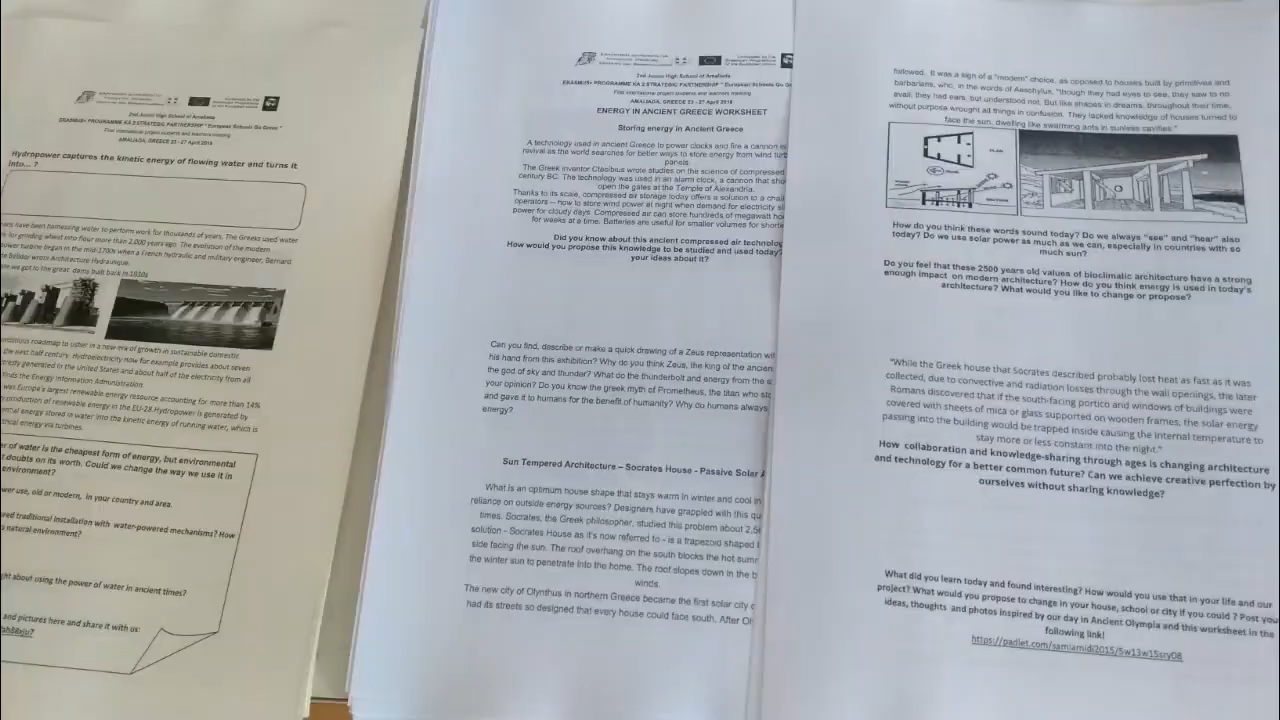 2nd Junior High School of Amaliada
ERASMUS+ PROGRAMME KA 2 STRATEGIC PARTNERSHIP " European Schools Go Green "
First international project students and teachers meeting
AMALIADA, GREECE 23 - 27 April 2018
Hydropower captures the kinetic energy of flowing water and turns it
into... ?
have been harnessing water to perform work for thousands of years. The Greeks used water
for grinding wheat into flour more than 2,000 years ago. The evolution of the modern
power turbine began in the mid-1700s when a French hydraulic and military engineer, Bernard
Belidor wrote Architecture Hydraulique.
we got to the great dams built back in 1930s
roadmap to usher in a new era of growth in sustainable domestic
the next half century. Hydroelectricity now for example provides about seven
generated in the United States and about half of the electricity from all
finds the Energy Information Administration.
was Europe's largest renewable energy resource accounting for more than 14%
production of renewable energy in the EU-28.Hydropower is generated by
energy stored in water into the kinetic energy of running water, which is
energy via turbines.
of water is the cheapest form of energy, but environmental
doubts on its worth. Could we change the way we use it in
environment?
use, old or modern, in your country and area.
traditional installation with water-powered mechanisms? How
natural environment?
about using the power of water in ancient times?
and pictures here and share it with us:
2nd Junior High School of Amaliada
ERASMUS+ PROGRAMME KA 2 STRATEGIC PARTNERSHIP " European Schools Go Gr
First international project students and teachers meeting
AMALIADA, GREECE 23 - 27 April 2018
ENERGY IN ANCIENT GREECE WORKSHEET
Storing energy in Ancient Greece
A technology used in ancient Greece to power clocks and fire a cannon is
revival as the world searches for better ways to store energy from wind turb
panels.
The Greek inventor Ctesibius wrote studies on the science of compressed
century BC. The technology was used in an alarm clock, a cannon that sho
open the gates at the Temple of Alexandria.
Thanks to its scale, compressed air storage today offers a solution to a chall
operators – how to store wind power at night when demand for electricity sl
power for cloudy days. Compressed air can store hundreds of megawatt ho
for weeks at a time. Batteries are useful for smaller volumes for shorte
Did you know about this ancient compressed air technolog
How would you propise this knowledge to be studied and used today?
your ideas about it?
Can you find, describe or make a quick drawing of a Zeus representation wit
his hand from this exhibition? Why do you think Zeus, the king of the ancien
the god of sky and thunder? What do the thunderbolt and energy from the
your opinion? Do you know the greek myth of Prometheus, the titan who sto
and gave it to humans for the benefit of humanity? Why do humans always
energy?
Sun Tempered Architecture – Socrates House - Passive Solar A
What is an optimum house shape that stays warm in winter and cool in
reliance on outside energy sources? Designers have grappled with this qu
times. Socrates, the Greek philosopher, studied this problem about 2,5
solution - Socrates House as it's now referred to - is a trapezoid shaped
side facing the sun. The roof overhang on the south blocks the hot summ
the winter sun to penetrate into the home. The roof slopes down in the b
winds.
The new city of Olynthus in northern Greece became the first solar city
had its streets so designed that every house could face south. After Ol
followed. It was a sign of a "modern" choice, as opposed to houses built by primitives and
barbarians, who, in the words of Aeschylus, "though they had eyes to see, they saw to no
avail; they had ears, but understood not. But like shapes in dreams, throughout their time,
without purpose wrought all things in confusion. They lacked knowledge of houses turned to
face the sun, dwelling like swarming ants in sunless cavities."
PLAN
How do you think these words sound today? Do we always "see" and "hear" also
today? Do we use solar power as much as we can, especially in countries with so
much sun?
Do you feel that these 2500 years old values of bioclimatic architecture have a strong
enough impact on modern architecture? How do you think energy is used in today's
architecture? What would you like to change or propose?
"While the Greek house that Socrates described probably lost heat as fast as it was
collected, due to convective and radiation losses through the wall openings, the later
Romans discovered that if the south-facing portico and windows of buildings were
covered with sheets of mica or glass supported on wooden frames, the solar energy
passing into the building would be trapped inside causing the internal temperature to
stay more or less constant into the night."
How collaboration and knowledge-sharing through ages is changing architecture
and technology for a better common future? Can we achieve creative perfection by
ourselves without sharing knowledge?
What did you learn today and found interesting? How would you use that in your life and our
project? What would you propose to change in your house, school or city if you could ? Post you
ideas, thoughts and photos inspired by our day in Ancient Olympia and this worksheet in the
following link!
https://padlet.com/samiamidi2015/5w13w15sry08